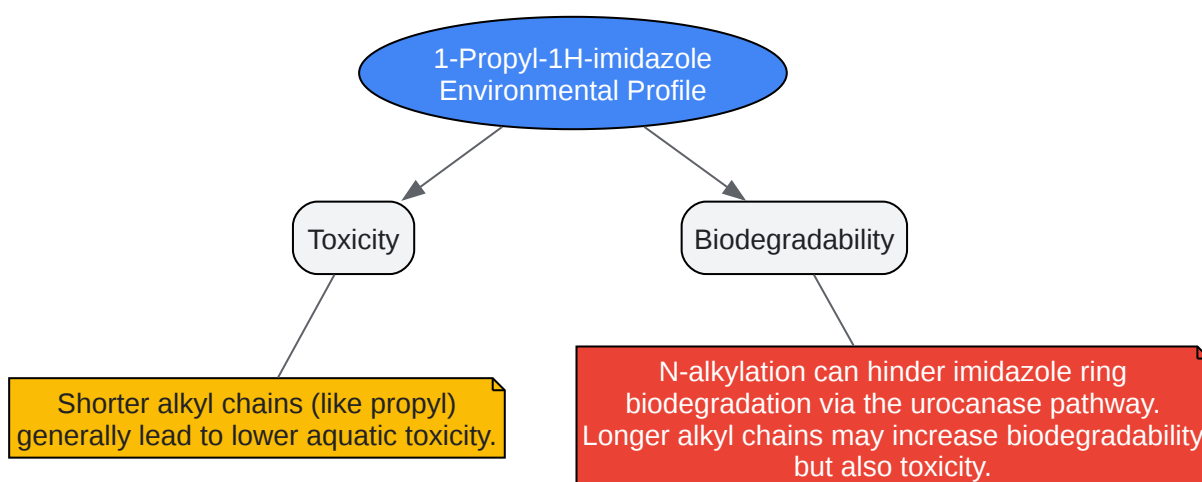 1-Propyl-1H-imidazole
Environmental Profile
Toxicity
Biodegradability
Shorter alkyl chains (like propyl)
generally lead to lower aquatic toxicity.
N-alkylation can hinder imidazole ring
biodegradation via the urocanase pathway.
Longer alkyl chains may increase biodegradability
but also toxicity.